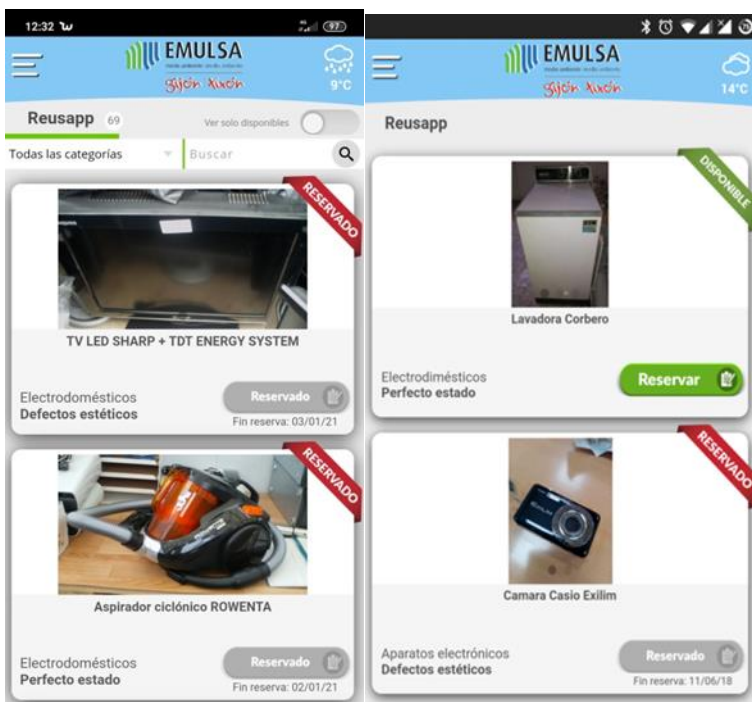 12:32
97
EMULSA
Gijón Xixón
9°C
Reusapp 69
Ver solo disponibles
Todas las categorías
Buscar
RESERVADO
TV LED SHARP + TDT ENERGY SYSTEM
Electrodomésticos
Defectos estéticos
Reservado
Fin reserva: 03/01/21
RESERVADO
Aspirador ciclónico ROWENTA
Electrodomésticos
Perfecto estado
Reservado
Fin reserva: 02/01/21
EMULSA
Gijón Xixón
14°C
Reusapp
DISPONIBLE
Lavadora Corbero
Electrodimésticos
Perfecto estado
Reservar
RESERVADO
EXILIM
Camara Casio Exilim
Aparatos electrónicos
Defectos estéticos
Reservado
Fin reserva: 11/06/18